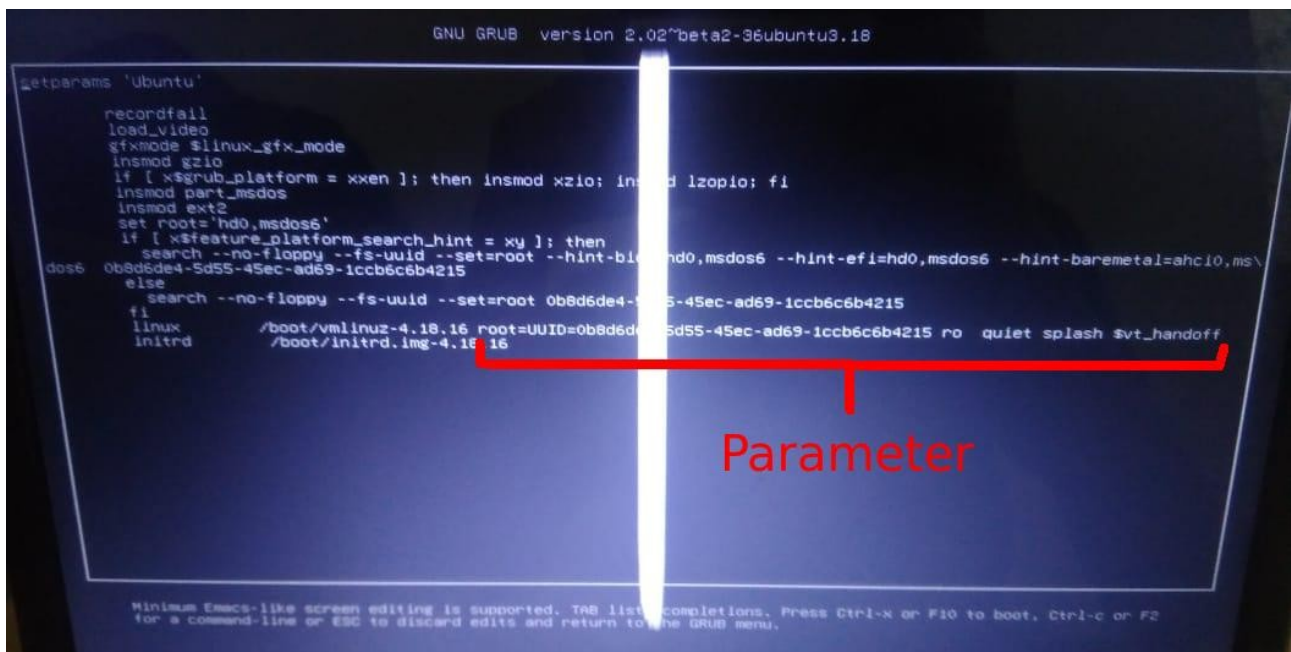 GNU GRUB version 2.02~beta2-36ubuntu3.18
setparams 'Ubuntu'
recordfail
load_video
gfxmode $linux_gfx_mode
insmod gzio
if [ x$grub_platform = xxen ]; then insmod xzio; in d lzopio; fi
insmod part_msdos
insmod ext2
set root='hd0,msdos6'
if [ x$feature_platform_search_hint = xy ]; then
search --no-floppy --fs-uuid --set=root --hint-bi hd0,msdos6 --hint-efi=hd0,msdos6 --hint-baremetal=ahci0,ms\
dos6 0b8d6de4-5d55-45ec-ad69-1ccb6c6b4215
else
search --no-floppy --fs-uuid --set=root 0b8d6de4- 5-45ec-ad69-1ccb6c6b4215
fi
linux /boot/vmlinuz-4.18.16 root=UUID=0b8d6de 5d55-45ec-ad69-1ccb6c6b4215 ro quiet splash $vt_handoff
initrd /boot/initrd.img-4.18.16
Parameter
Minimum Emacs-like screen editing is supported. TAB list completions. Press Ctrl-x or F10 to boot, Ctrl-c or F2
for a command-line or ESC to discard edits and return to the GRUB menu.